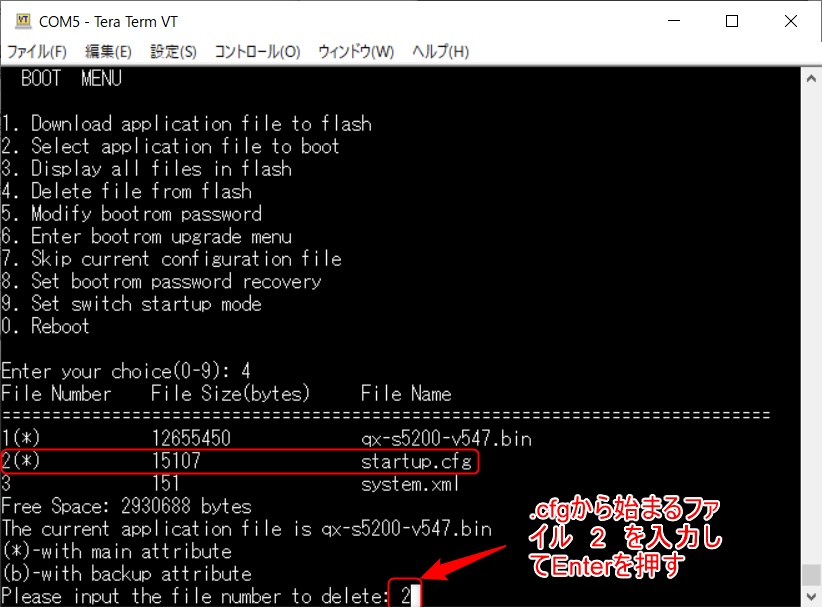 COM5 - Tera Term VT
ファイル(F) 編集(E) 設定(S) コントロール(O) ウィンドウ(W) ヘルプ(H)
BOOT MENU
1. Download application file to flash
2. Select application file to boot
3. Display all files in flash
4. Delete file from flash
5. Modify bootrom password
6. Enter bootrom upgrade menu
7. Skip current configuration file
8. Set bootrom password recovery
9. Set switch startup mode
0. Reboot
Enter your choice(0-9): 4
File Number File Size(bytes) File Name
=============================================================================
1(*) 12655450 qx-s5200-v547.bin
2(*) 15107 startup.cfg
3 151 system.xml
Free Space: 2930688 bytes
The current application file is qx-s5200-v547.bin
(*)-with main attribute
(b)-with backup attribute
Please input the file number to delete: 2
.cfgから始まるファ
イル 2 を入力し
てEnterを押す